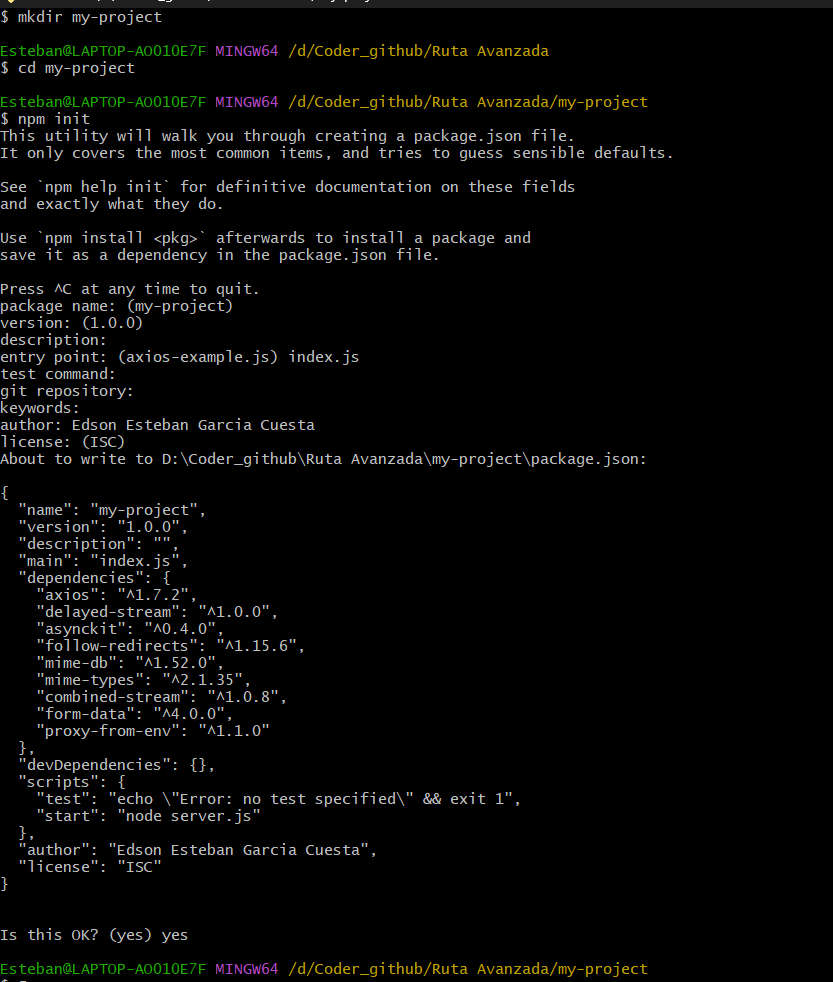 $ mkdir my-project
Esteban@LAPTOP-AO01OE7F MINGW64 /d/Coder_github/Ruta Avanzada
$ cd my-project
Esteban@LAPTOP-AO01OE7F MINGW64 /d/Coder_github/Ruta Avanzada/my-project
$ npm init
This utility will walk you through creating a package.json file.
It only covers the most common items, and tries to guess sensible defaults.
See `npm help init` for definitive documentation on these fields
and exactly what they do.
Use `npm install <pkg>` afterwards to install a package and
save it as a dependency in the package.json file.
Press ^C at any time to quit.
package name: (my-project)
version: (1.0.0)
description:
entry point: (axios-example.js) index.js
test command:
git repository:
keywords:
author: Edson Esteban Garcia Cuesta
license: (ISC)
About to write to D:\Coder_github\Ruta Avanzada\my-project\package.json:
{
  "name": "my-project",
  "version": "1.0.0",
  "description": "",
  "main": "index.js",
  "dependencies": {
    "axios": "^1.7.2",
    "delayed-stream": "^1.0.0",
    "asynckit": "^0.4.0",
    "follow-redirects": "^1.15.6",
    "mime-db": "^1.52.0",
    "mime-types": "^2.1.35",
    "combined-stream": "^1.0.8",
    "form-data": "^4.0.0",
    "proxy-from-env": "^1.1.0"
  },
  "devDependencies": {},
  "scripts": {
    "test": "echo \"Error: no test specified\" && exit 1",
    "start": "node server.js"
  },
  "author": "Edson Esteban Garcia Cuesta",
  "license": "ISC"
}
Is this OK? (yes) yes
Esteban@LAPTOP-AO01OE7F MINGW64 /d/Coder_github/Ruta Avanzada/my-project